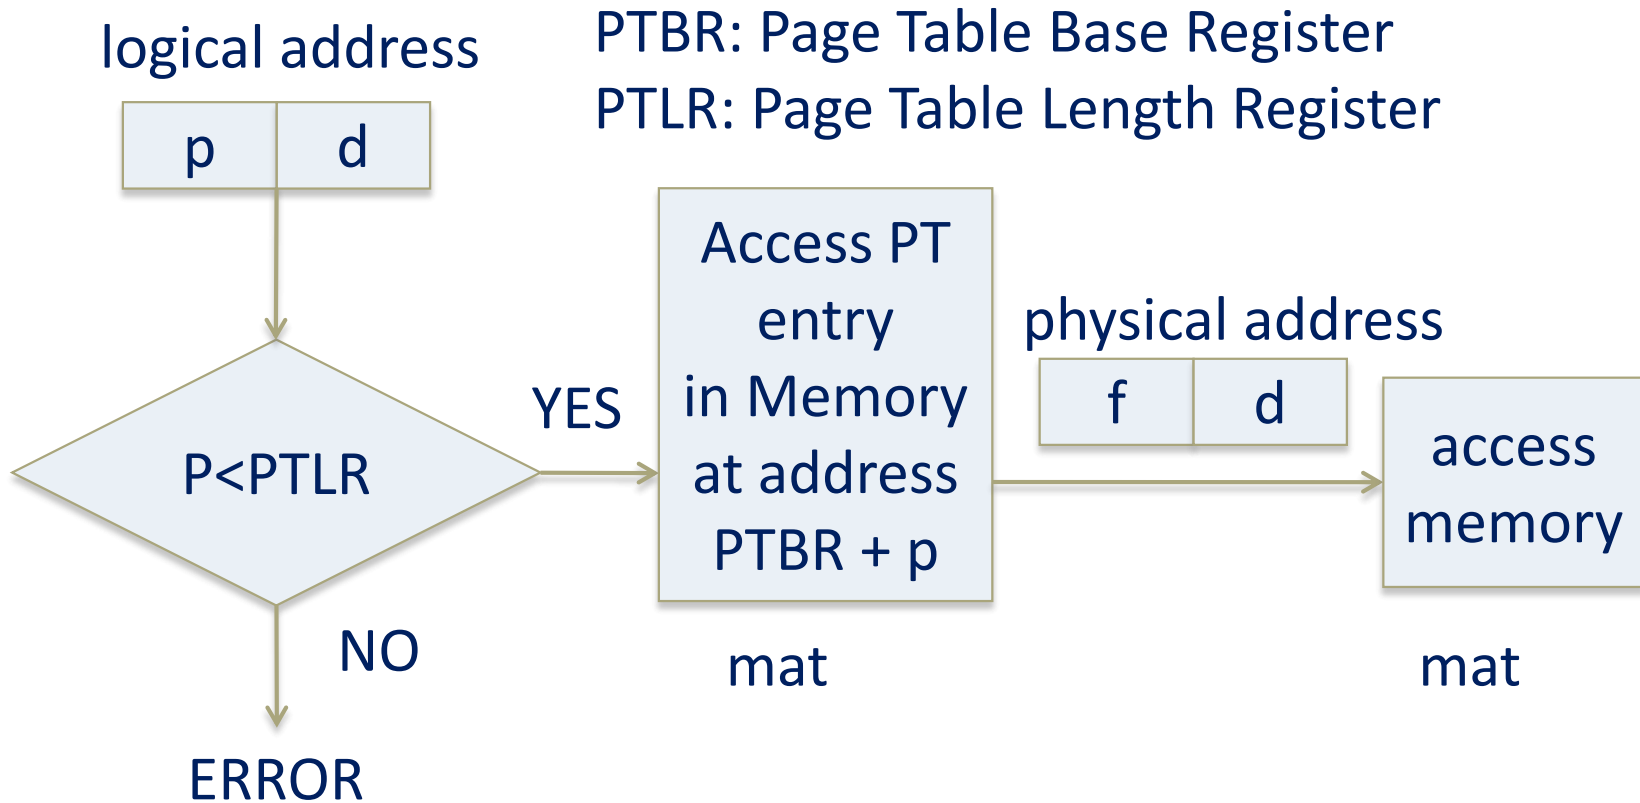 logical address
PTBR: Page Table Base Register
PTLR: Page Table Length Register
p d
P<PTLR
YES
NO
ERROR
Access PT
entry
in Memory
at address
PTBR + p
mat
physical address
f d
access
memory
mat